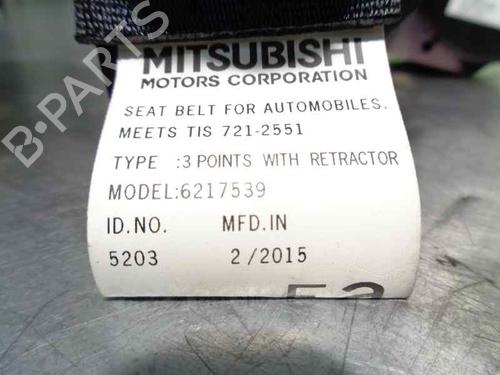 MITSUBISHI
MOTORS CORPORATION
SEAT BELT FOR AUTOMOBILES.
MEETS TIS 721-2551
TYPE :3 POINTS WITH RETRACTOR
MODEL:6217539
ID.NO. MFD.IN
5203 2/2015